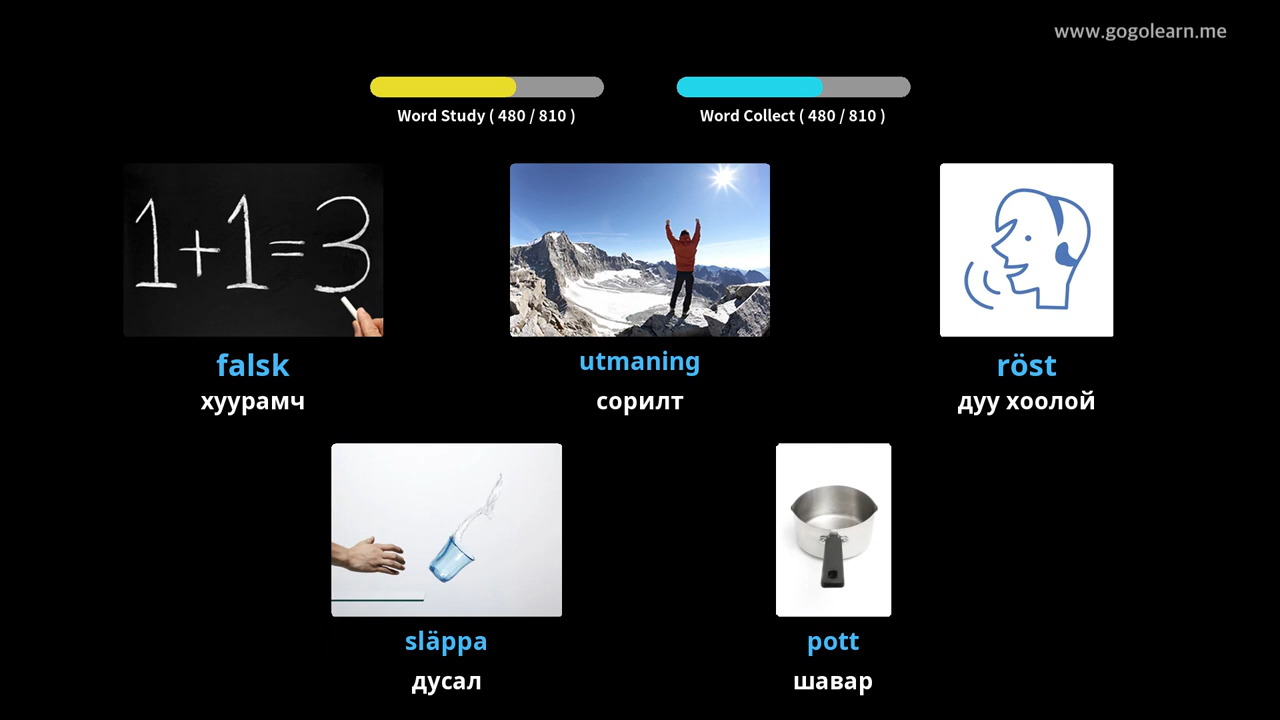 www.gogolearn.me
Word Study ( 480 / 810 )
Word Collect ( 480 / 810 )
1+1=3
falsk
хуурамч
utmaning
сорилт
röst
дуу хоолой
släppa
дусал
pott
шавар